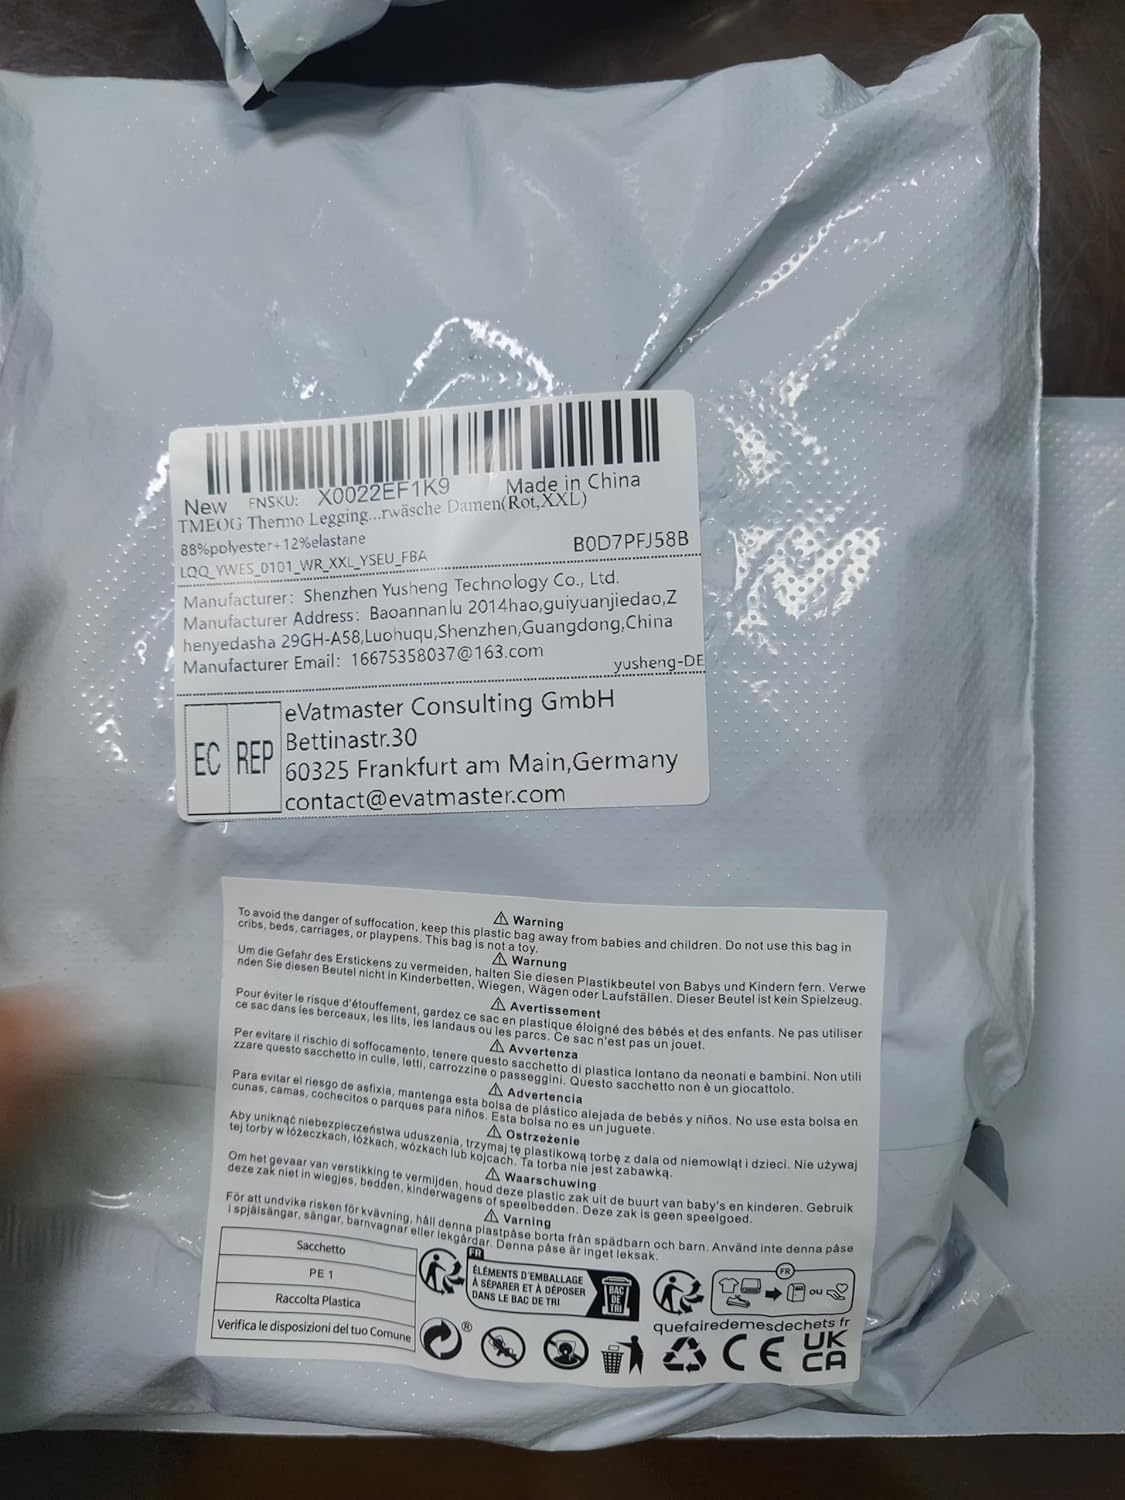 New FNSKU: X0022EF1K9 Made in China
TMEOG Thermo Legging...rwäsche Damen(Rot,XXL)
88%polyester+12%elastane B0D7PFJ58B
LQQ_YWES_0101_WR_XXL_YSEU_FBA
Manufacturer: Shenzhen Yusheng Technology Co., Ltd.
Manufacturer Address: Baoannanlu 2014hao,guiyuanjiedao,Z
henyedasha 29GH-A58,Luohuqu,Shenzhen,Guangdong,China
Manufacturer Email: 16675358037@163.com
yusheng-DE
EC REP
eVatmaster Consulting GmbH
Bettinastr.30
60325 Frankfurt am Main,Germany
contact@evatmaster.com
Warning
To avoid the danger of suffocation, keep this plastic bag away from babies and children. Do not use this bag in
cribs, beds, carriages, or playpens. This bag is not a toy.
Warnung
Um die Gefahr des Erstickens zu vermeiden, halten Sie diesen Plastikbeutel von Babys und Kindern fern. Verwe
nden Sie diesen Beutel nicht in Kinderbetten, Wiegen, Wägen oder Laufställen. Dieser Beutel ist kein Spielzeug.
Avertissement
Pour éviter le risque d'étouffement, gardez ce sac en plastique éloigné des bébés et des enfants. Ne pas utiliser
ce sac dans les berceaux, les lits, les landaus ou les parcs. Ce sac n'est pas un jouet.
Avvertenza
Per evitare il rischio di soffocamento, tenere questo sacchetto di plastica lontano da neonati e bambini. Non utili
zzare questo sacchetto in culle, letti, carrozzine o passeggini. Questo sacchetto non è un giocattolo.
Advertencia
Para evitar el riesgo de asfixia, mantenga esta bolsa de plástico alejada de bebés y niños. No use esta bolsa en
cunas, camas, cochecitos o parques para niños. Esta bolsa no es un juguete.
Ostrzeżenie
Aby uniknąć niebezpieczeństwa uduszenia, trzymaj tę plastikową torbę z dala od niemowląt i dzieci. Nie używaj
tej torby w łóżeczkach, łóżkach, wózkach lub kojcach. Ta torba nie jest zabawką.
Waarschuwing
Om het gevaar van verstikking te vermijden, houd deze plastic zak uit de buurt van baby's en kinderen. Gebruik
deze zak niet in wiegjes, bedden, kinderwagens of speelbedden. Deze zak is geen speelgoed.
Varning
För att undvika risken för kvävning, håll denna plastpåse borta från spädbarn och barn. Använd inte denna påse
i spjälsängar, sängar, barnvagnar eller lekgårdar. Denna påse är inget leksak.
Sacchetto
PE 1
Raccolta Plastica
Verifica le disposizioni del tuo Comune
FR
ÉLÉMENTS D'EMBALLAGE
À SÉPARER ET À DÉPOSER
DANS LE BAC DE TRI
BAC
DE
TRI
FR
ou
quefairedemesdechets fr
®
CE
UK
CA